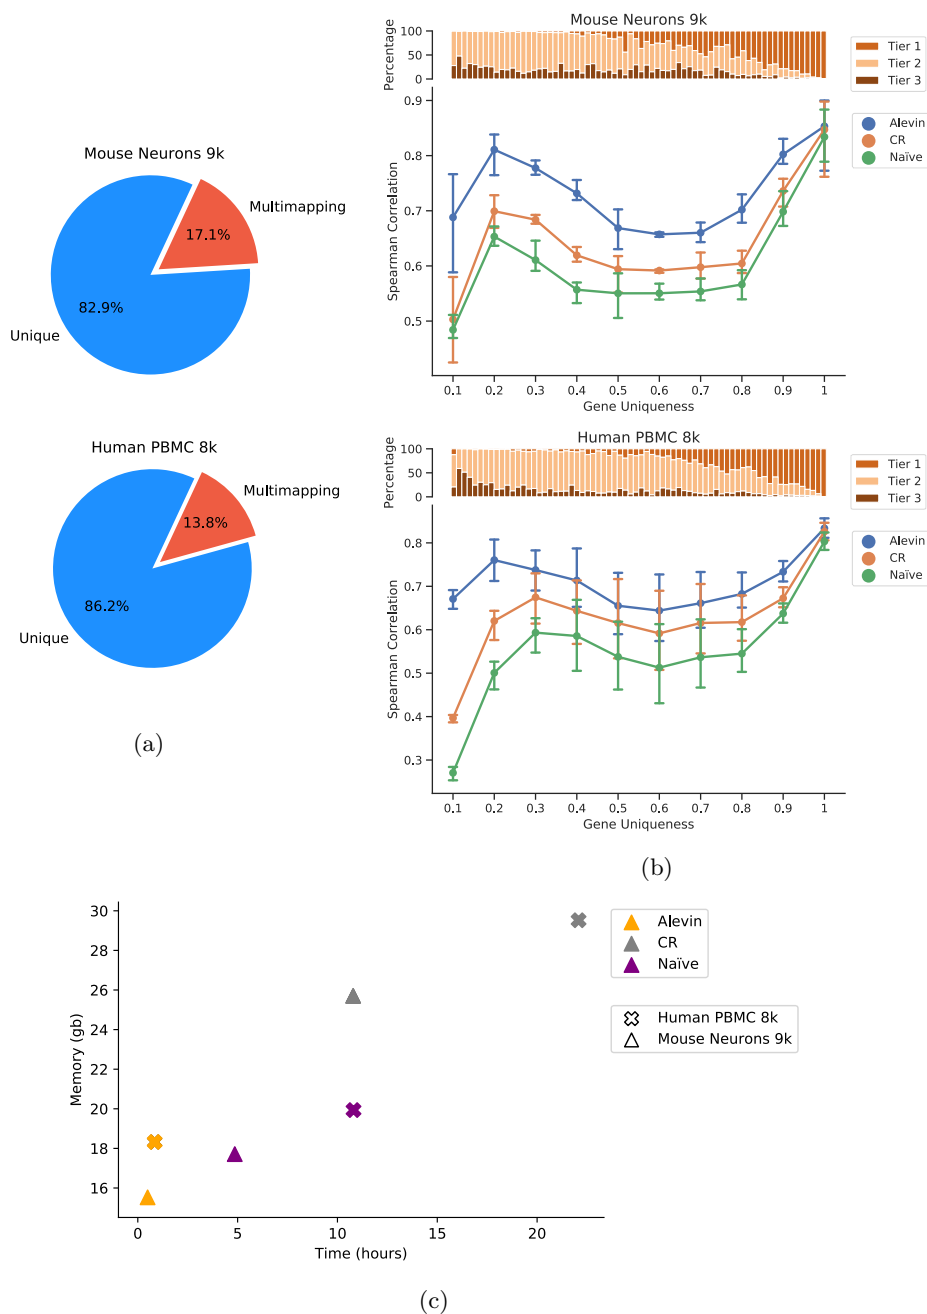 Mouse Neurons 9k
Multimapping
17.1%
82.9%
Unique
Human PBMC 8k
Multimapping
13.8%
86.2%
Unique
(a)
Mouse Neurons 9k
Percentage
100
50
0
Tier 1
Tier 2
Tier 3
Spearman Correlation
0.9
0.8
0.7
0.6
0.5
Alevin
CR
Naïve
0.1 0.2 0.3 0.4 0.5 0.6 0.7 0.8 0.9 1
Gene Uniqueness
Human PBMC 8k
Percentage
100
50
0
Tier 1
Tier 2
Tier 3
Spearman Correlation
0.8
0.7
0.6
0.5
0.4
0.3
Alevin
CR
Naïve
0.1 0.2 0.3 0.4 0.5 0.6 0.7 0.8 0.9 1
Gene Uniqueness
(b)
Memory (gb)
30
28
26
24
22
20
18
16
0 5 10 15 20
Time (hours)
Alevin
CR
Naïve
Human PBMC 8k
Mouse Neurons 9k
(c)